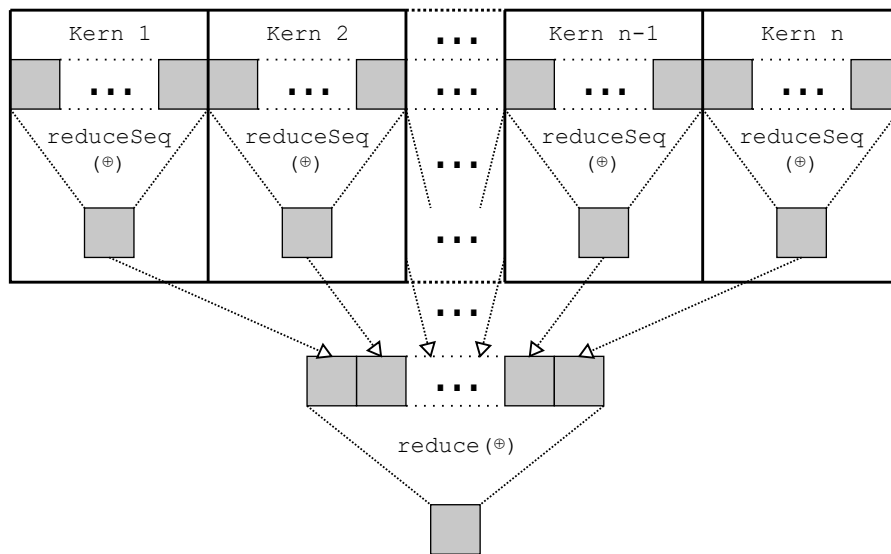 Kern 1 Kern 2 ... Kern n-1 Kern n
... ... ... ... ...
reduceSeq reduceSeq reduceSeq reduceSeq
(⊕) (⊕) ... (⊕) (⊕)
...
...
...
reduce(⊕)